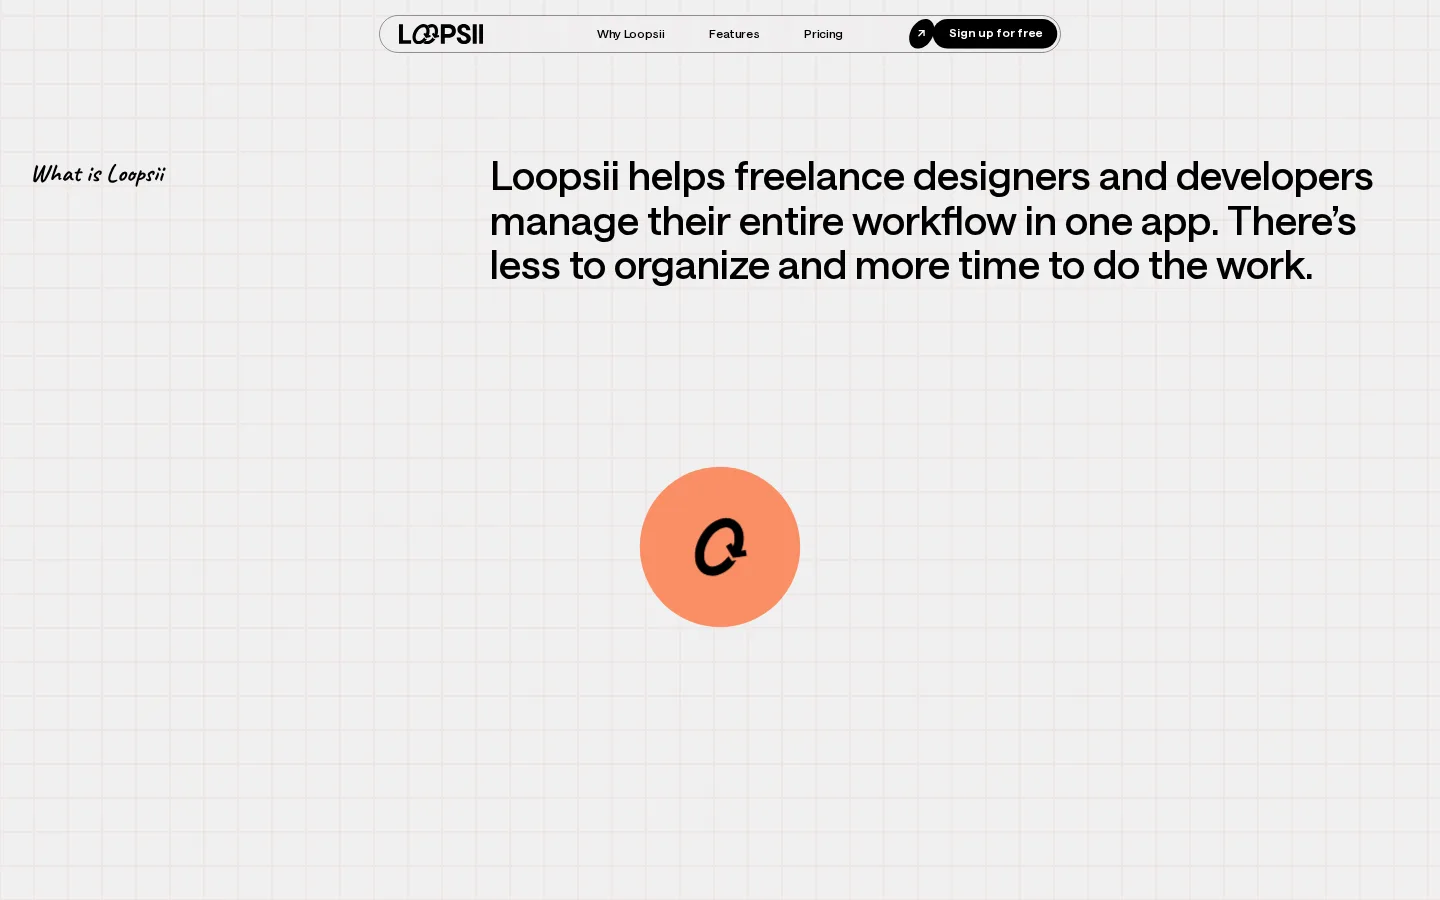 LOOPSII
Why Loopsii
Features
Pricing
Sign up for free
What is Loopsii
Loopsii helps freelance designers and developers
manage their entire workflow in one app. There’s
less to organize and more time to do the work.